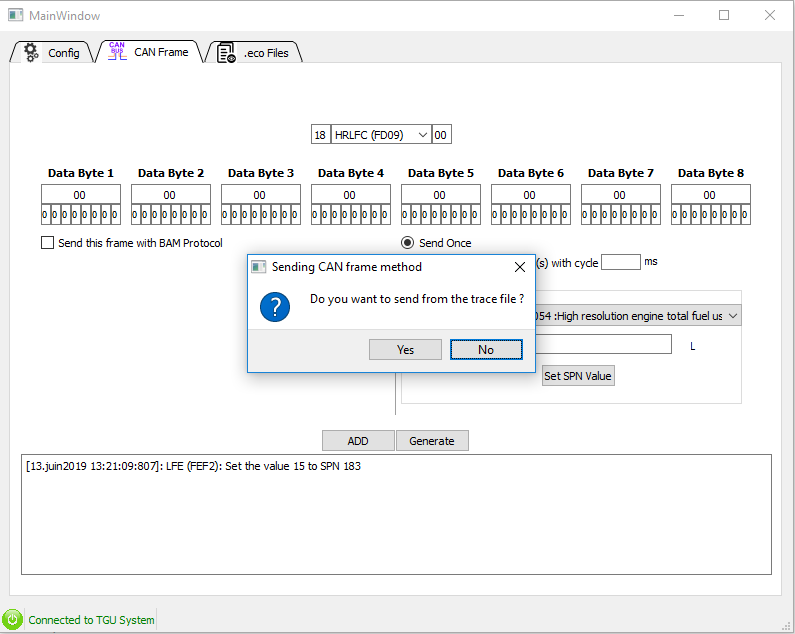 MainWindow
Config
CAN BUS
CAN Frame
.eco Files
18 HRLFC (FD09) 00
Data Byte 1 Data Byte 2 Data Byte 3 Data Byte 4 Data Byte 5 Data Byte 6 Data Byte 7 Data Byte 8
00 00 00 00 00 00 00 00
0 0 0 0 0 0 0 0 0 0 0 0 0 0 0 0 0 0 0 0 0 0 0 0 0 0 0 0 0 0 0 0 0 0 0 0 0 0 0 0 0 0 0 0 0 0 0 0 0 0 0 0 0 0 0 0 0 0 0 0 0 0 0 0
Send this frame with BAM Protocol
Send Once
(s) with cycle ms
Sending CAN frame method
Do you want to send from the trace file ?
Yes No
054 :High resolution engine total fuel us
L
Set SPN Value
ADD Generate
[13.juin2019 13:21:09:807]: LFE (FEF2): Set the value 15 to SPN 183
Connected to TGU System